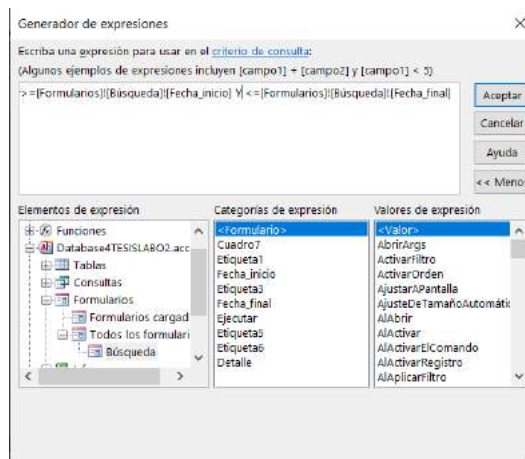 Generador de expresiones
Escriba una expresión para usar en el criterio de consulta:
(Algunos ejemplos de expresiones incluyen [campo1] + [campo2] y [campo1] < 5)
>=[Formularios]![Búsqueda]![Fecha_inicio] Y <=[Formularios]![Búsqueda]![Fecha_final]
Aceptar
Cancelar
Ayuda
<< Menos
Elementos de expresión
Funciones
Database4TESISLABO2.acc
Tablas
Consultas
Formularios
Formularios cargad
Todos los formulari
Búsqueda
Categorías de expresión
<Formulario>
Cuadro7
Etiqueta1
Fecha_inicio
Etiqueta3
Fecha_final
Ejecutar
Etiqueta5
Etiqueta6
Detalle
Valores de expresión
<Valor>
AbrirArgs
ActivarFiltro
ActivarOrden
AjustarAPantalla
AjusteDeTamañoAutomátic
AlAbrir
AlActivar
AlActivarElComando
AlActivarRegistro
AlAplicarFiltro